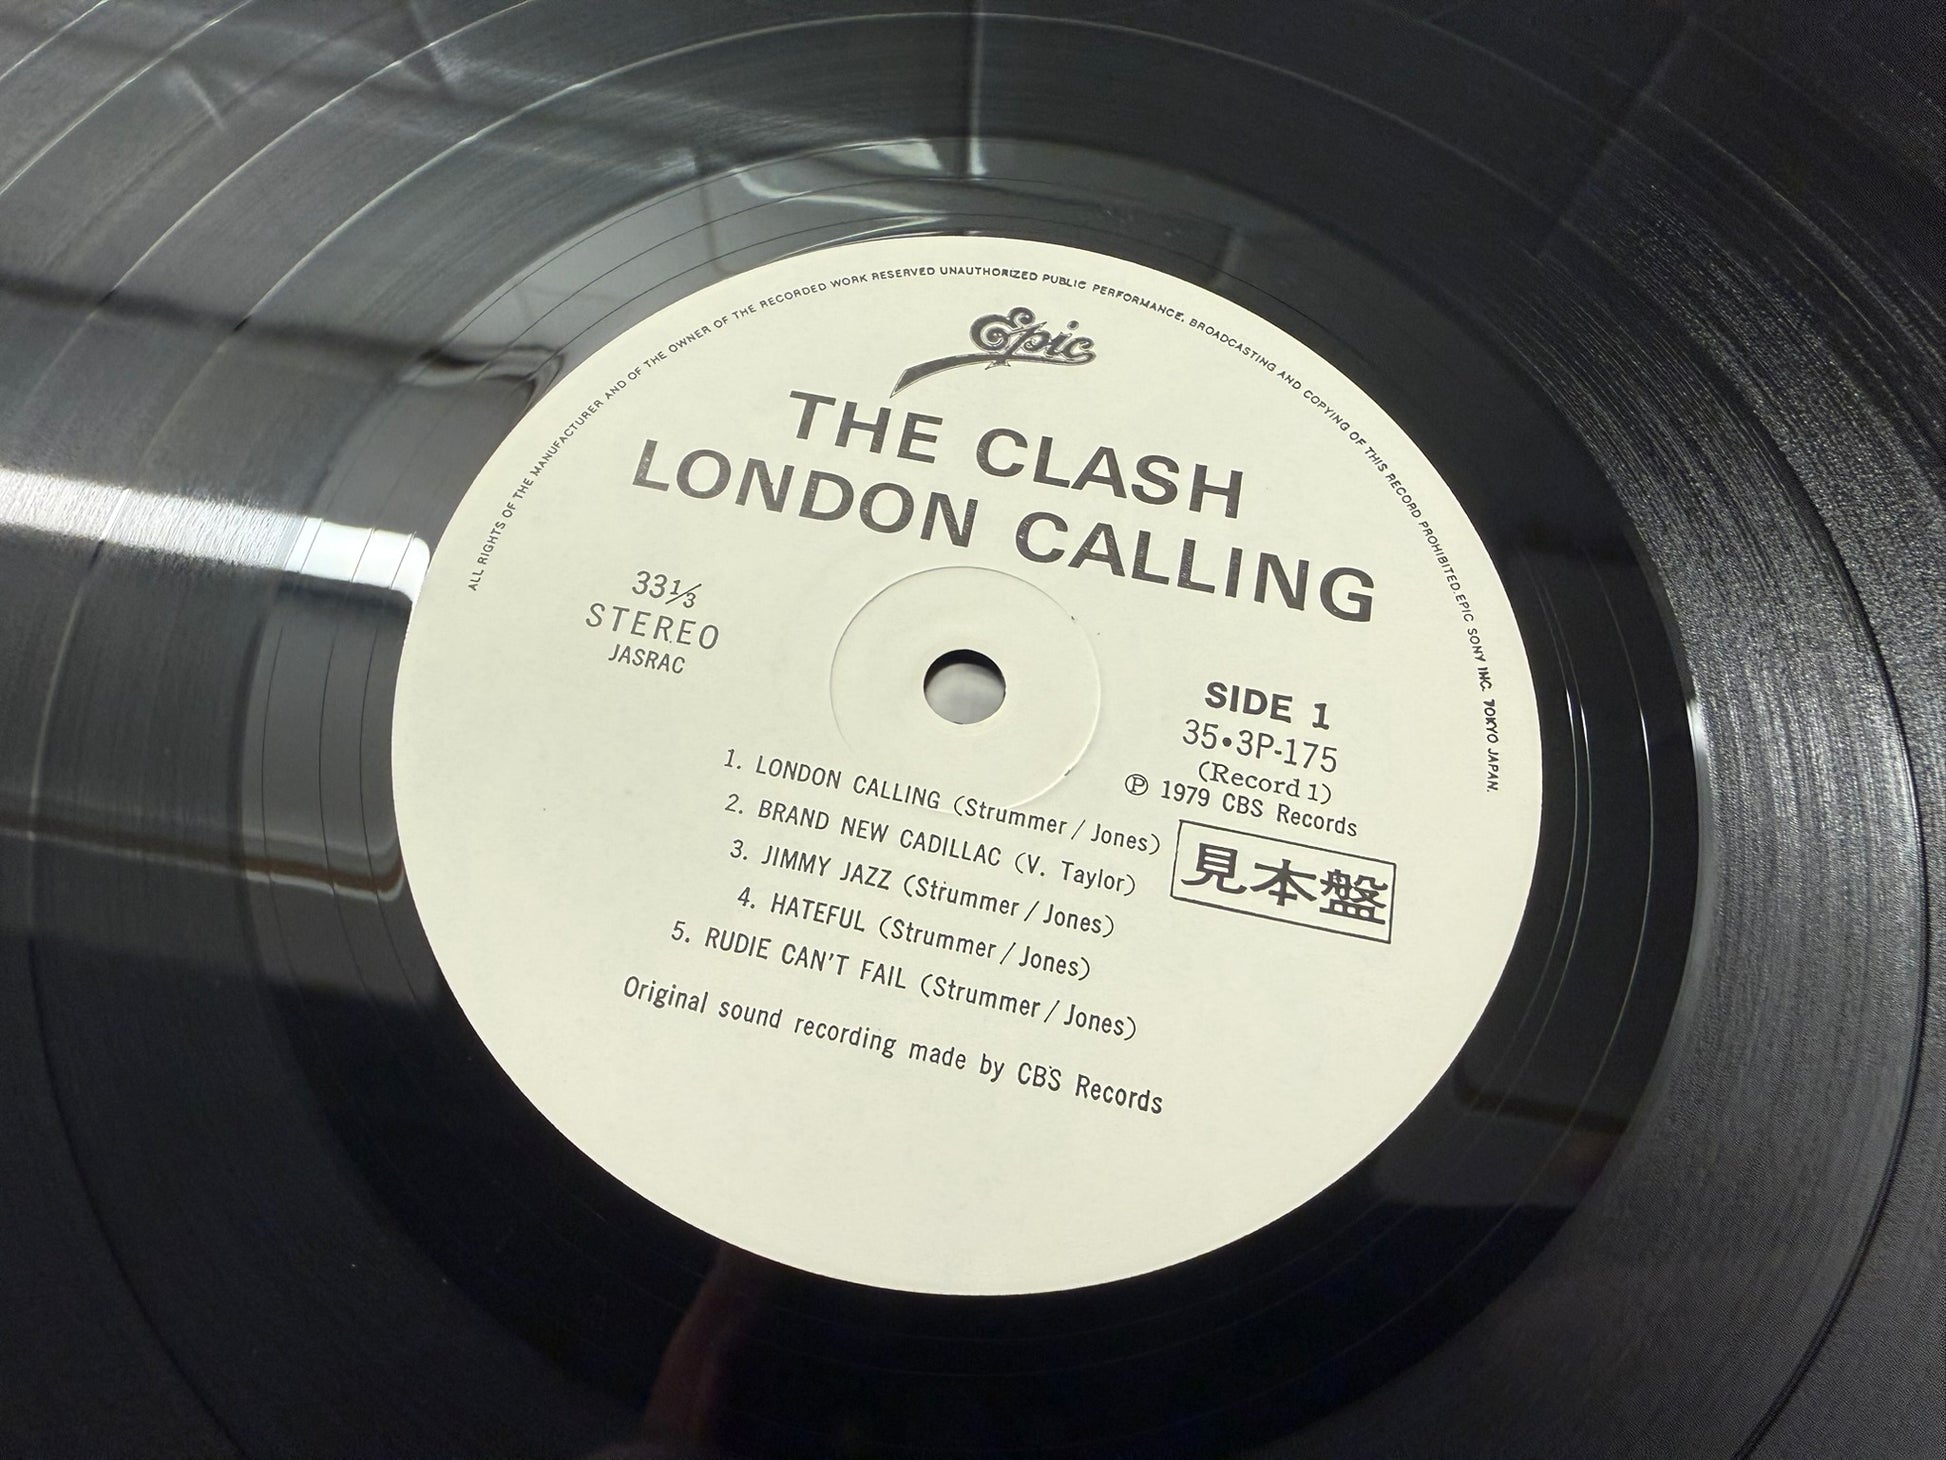 ALL RIGHTS OF THE MANUFACTURER AND OF THE OWNER OF THE RECORDED WORK RESERVED UNAUTHORIZED PUBLIC PERFORMANCE, BROADCASTING AND COPYING OF THIS RECORD PROHIBITED. EPIC SONY INC. TOKYO JAPAN.
Epic
THE CLASH
LONDON CALLING
33 1/3
STEREO
JASRAC
SIDE 1
35•3P-175
(Record 1)
℗ 1979 CBS Records
見本盤
1. LONDON CALLING (Strummer / Jones)
2. BRAND NEW CADILLAC (V. Taylor)
3. JIMMY JAZZ (Strummer / Jones)
4. HATEFUL (Strummer / Jones)
5. RUDIE CAN'T FAIL (Strummer / Jones)
Original sound recording made by CBS Records